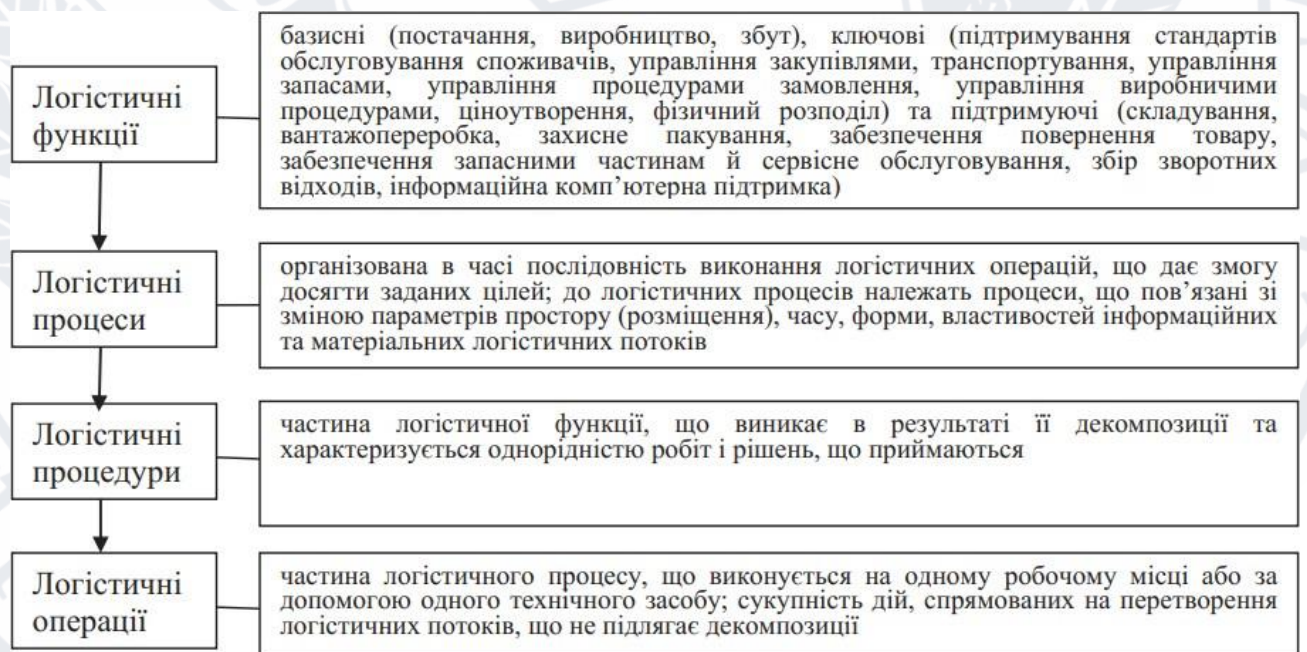 базисні (постачання, виробництво, збут), ключові (підтримування стандартів
обслуговування споживачів, управління закупівлями, транспортування, управління
запасами, управління процедурами замовлення, управління виробничими
процедурами, ціноутворення, фізичний розподіл) та підтримуючі (складування,
вантажопереробка, захисне пакування, забезпечення повернення товару,
забезпечення запасними частинам й сервісне обслуговування, збір зворотних
відходів, інформаційна комп’ютерна підтримка)
Логістичні
функції
організована в часі послідовність виконання логістичних операцій, що дає змогу
досягти заданих цілей; до логістичних процесів належать процеси, що пов’язані зі
зміною параметрів простору (розміщення), часу, форми, властивостей інформаційних
та матеріальних логістичних потоків
Логістичні
процеси
частина логістичної функції, що виникає в результаті її декомпозиції та
характеризується однорідністю робіт і рішень, що приймаються
Логістичні
процедури
частина логістичного процесу, що виконується на одному робочому місці або за
допомогою одного технічного засобу; сукупність дій, спрямованих на перетворення
логістичних потоків, що не підлягає декомпозиції
Логістичні
операції